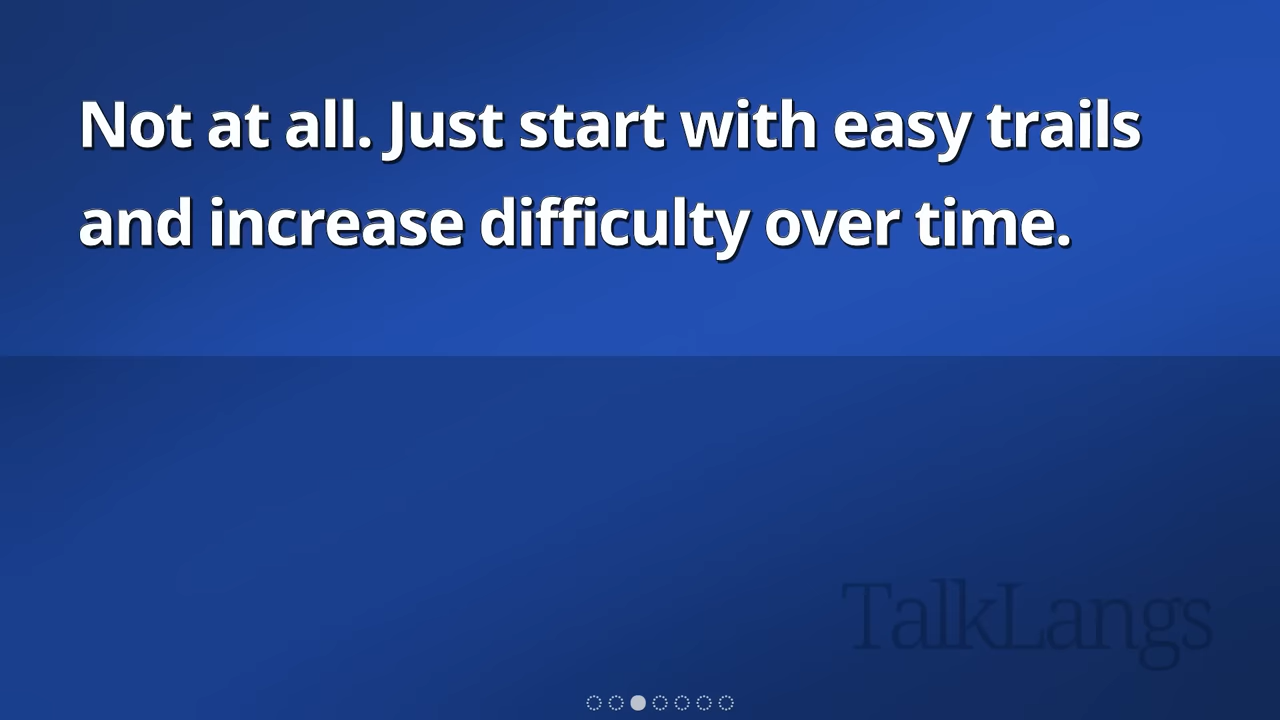 Not at all. Just start with easy trails
and increase difficulty over time.
TalkLangs